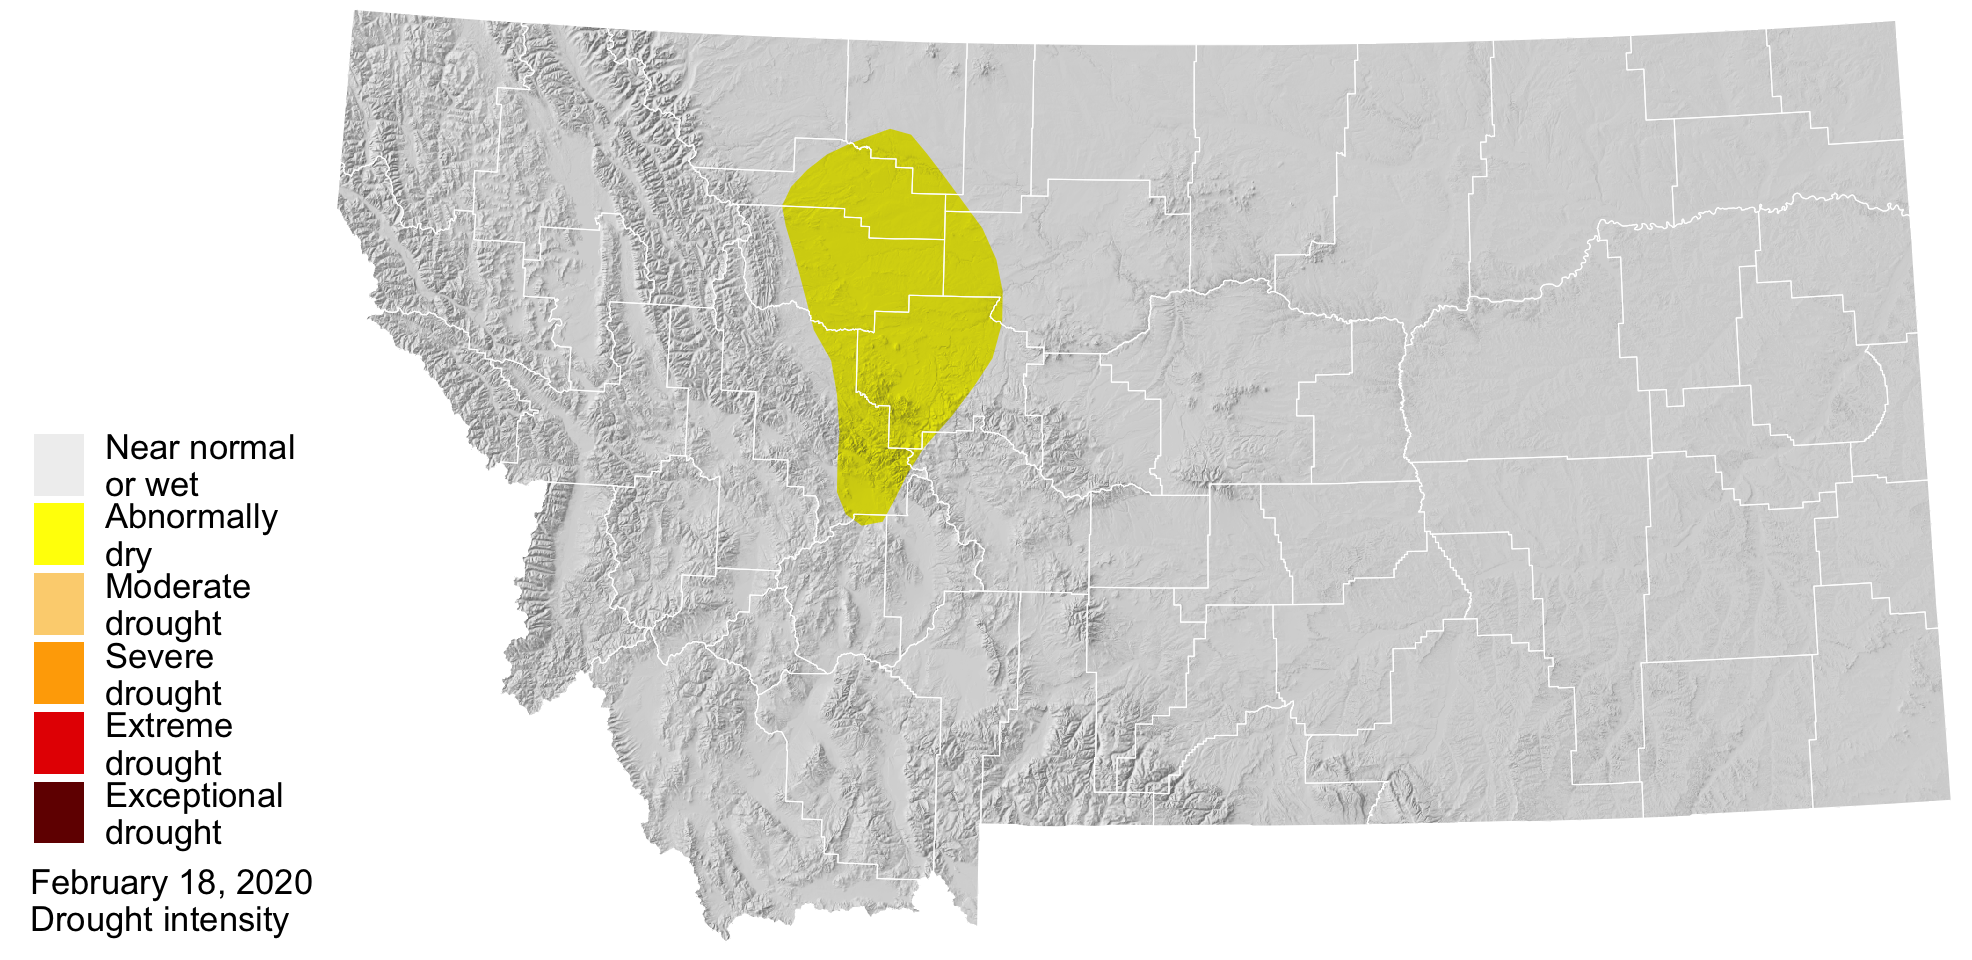 Near normal
or wet
Abnormally
dry
Moderate
drought
Severe
drought
Extreme
drought
Exceptional
drought
February 18, 2020
Drought intensity